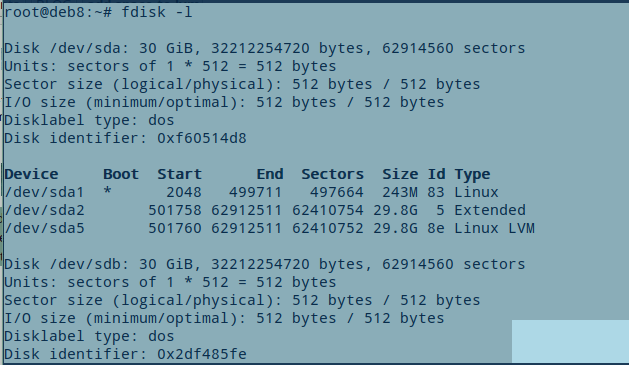 root@deb8:~# fdisk -l
Disk /dev/sda: 30 GiB, 32212254720 bytes, 62914560 sectors
Units: sectors of 1 * 512 = 512 bytes
Sector size (logical/physical): 512 bytes / 512 bytes
I/O size (minimum/optimal): 512 bytes / 512 bytes
Disklabel type: dos
Disk identifier: 0xf60514d8
Device     Boot  Start      End  Sectors  Size Id Type
/dev/sda1  *      2048   499711   497664  243M 83 Linux
/dev/sda2       501758 62912511 62410754 29.8G  5 Extended
/dev/sda5       501760 62912511 62410752 29.8G 8e Linux LVM
Disk /dev/sdb: 30 GiB, 32212254720 bytes, 62914560 sectors
Units: sectors of 1 * 512 = 512 bytes
Sector size (logical/physical): 512 bytes / 512 bytes
I/O size (minimum/optimal): 512 bytes / 512 bytes
Disklabel type: dos
Disk identifier: 0x2df485fe